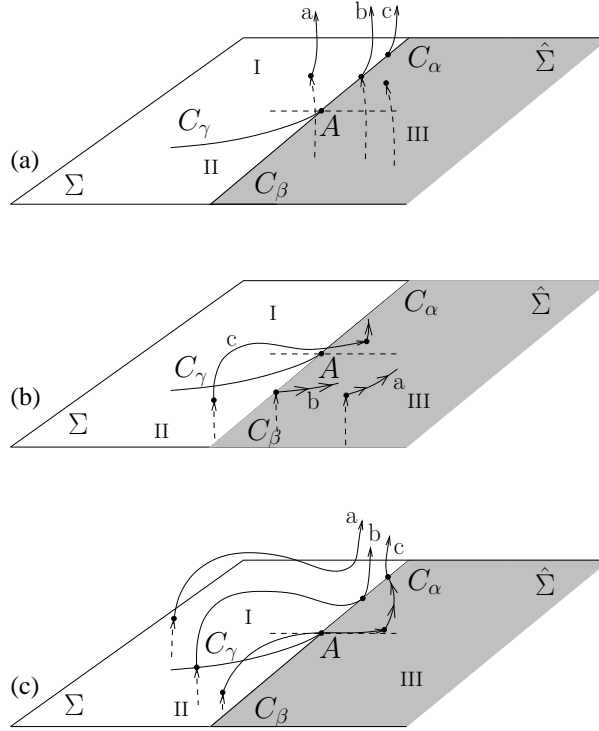 a b c
I C_α Σ̂
C_γ A
(a) II III
Σ C_β
I C_α Σ̂
c
C_γ A a
(b) b III
Σ II C_β
a b c
I C_α Σ̂
C_γ A
(c) II III
Σ C_β